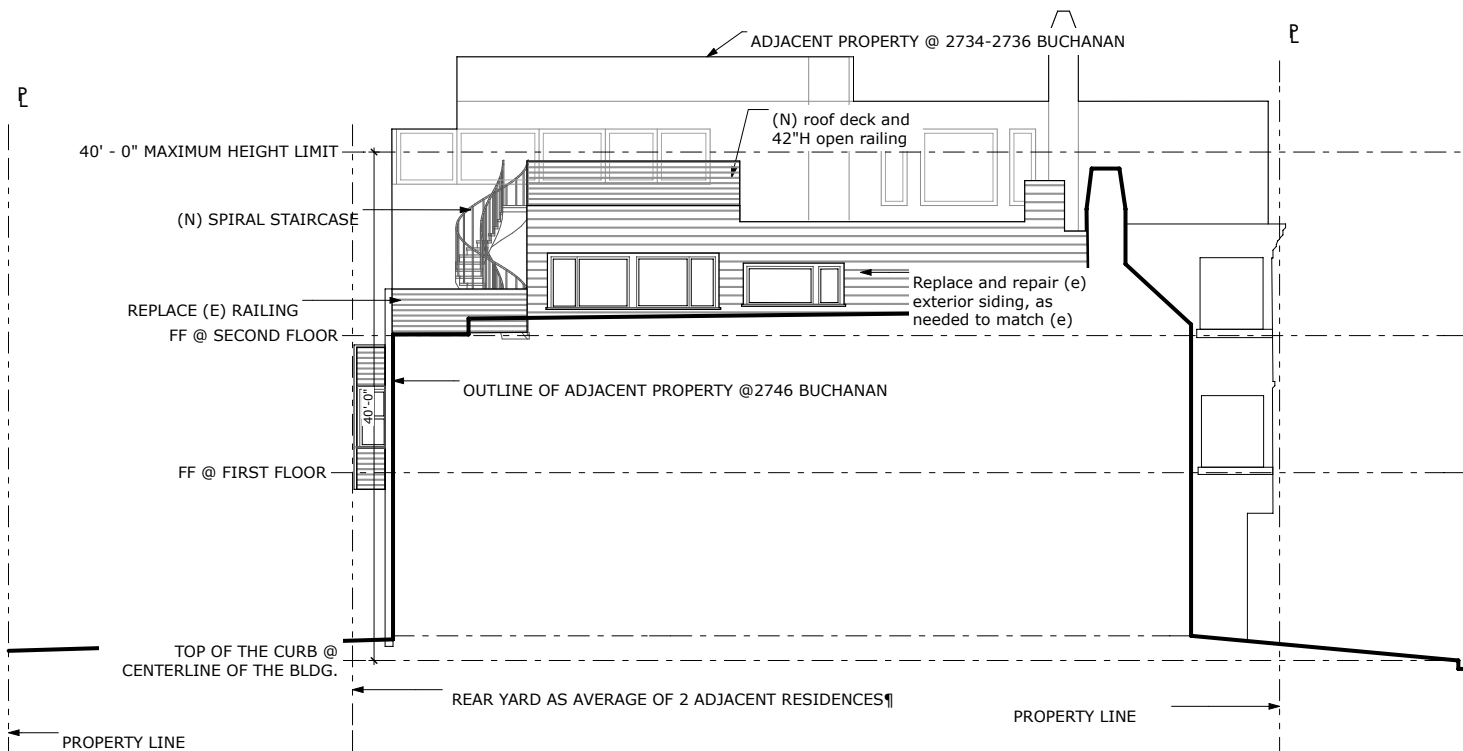 ADJACENT PROPERTY @ 2734-2736 BUCHANAN
PL
PL
(N) roof deck and
42"H open railing
40' - 0" MAXIMUM HEIGHT LIMIT
(N) SPIRAL STAIRCASE
Replace and repair (e)
exterior siding, as
needed to match (e)
REPLACE (E) RAILING
FF @ SECOND FLOOR
OUTLINE OF ADJACENT PROPERTY @2746 BUCHANAN
40'-0"
FF @ FIRST FLOOR
TOP OF THE CURB @
CENTERLINE OF THE BLDG.
REAR YARD AS AVERAGE OF 2 ADJACENT RESIDENCES¶
PROPERTY LINE
PROPERTY LINE